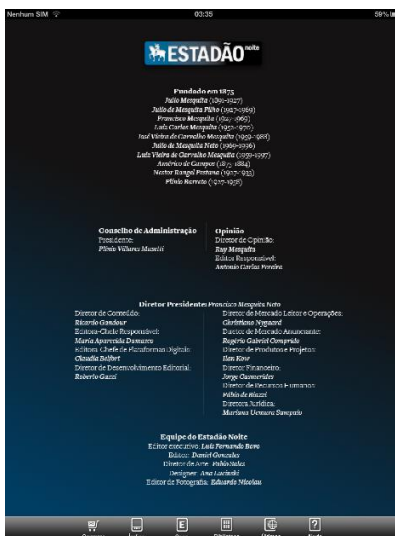 Nenhum SIM
03:35
59%
ESTADÃO noite
Fundado em 1875
Julio Mesquita (1891-1927)
Julio de Mesquita Filho (1927-1969)
Francisco Mesquita (1927-1969)
Luiz Carlos Mesquita (1952-1970)
José Vieira de Carvalho Mesquita (1959-1988)
Julio de Mesquita Neto (1969-1996)
Luiz Vieira de Carvalho Mesquita (1959-1997)
Américo de Campos (1875-1884)
Nestor Rangel Pestana (1927-1933)
Plínio Barreto (1927-1958)
Conselho de Administração
Presidente:
Plínio Villares Musetti
Opinião
Diretor de Opinião:
Ruy Mesquita
Editor Responsável:
Antonio Carlos Pereira
Diretor Presidente: Francisco Mesquita Neto
Diretor de Conteúdo:
Ricardo Gandour
Editora-Chefe Responsável:
Maria Aparecida Damasco
Editora-Chefe de Plataformas Digitais:
Claudia Belfort
Diretor de Desenvolvimento Editorial:
Roberto Gazzi
Diretor de Mercado Leitor e Operações:
Christiano Nygaard
Diretor de Mercado Anunciante:
Rogério Gabriel Comprido
Diretor de Produtos e Projetos:
Ilan Kow
Diretor Financeiro:
Jorge Casmerides
Diretor de Recursos Humanos:
Fábio de Biazzi
Diretora Jurídica:
Mariana Uemura Sampaio
Equipe do Estadão Noite
Editor executivo: Luís Fernando Bovo
Editor: Daniel Gonzales
Diretor de Arte: Fabio Sales
Designer: Ana Lucinski
Editor de Fotografia: Eduardo Nicolau